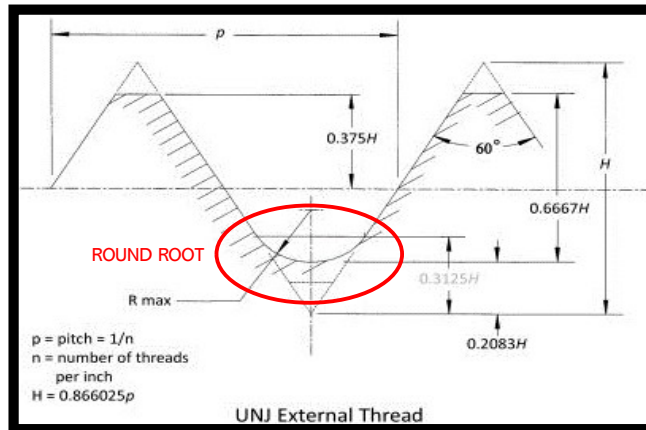 p
0.375H
60°
H
0.6667H
ROUND ROOT
0.3125H
R max
0.2083H
p = pitch = 1/n
n = number of threads
per inch
H = 0.866025p
UNJ External Thread